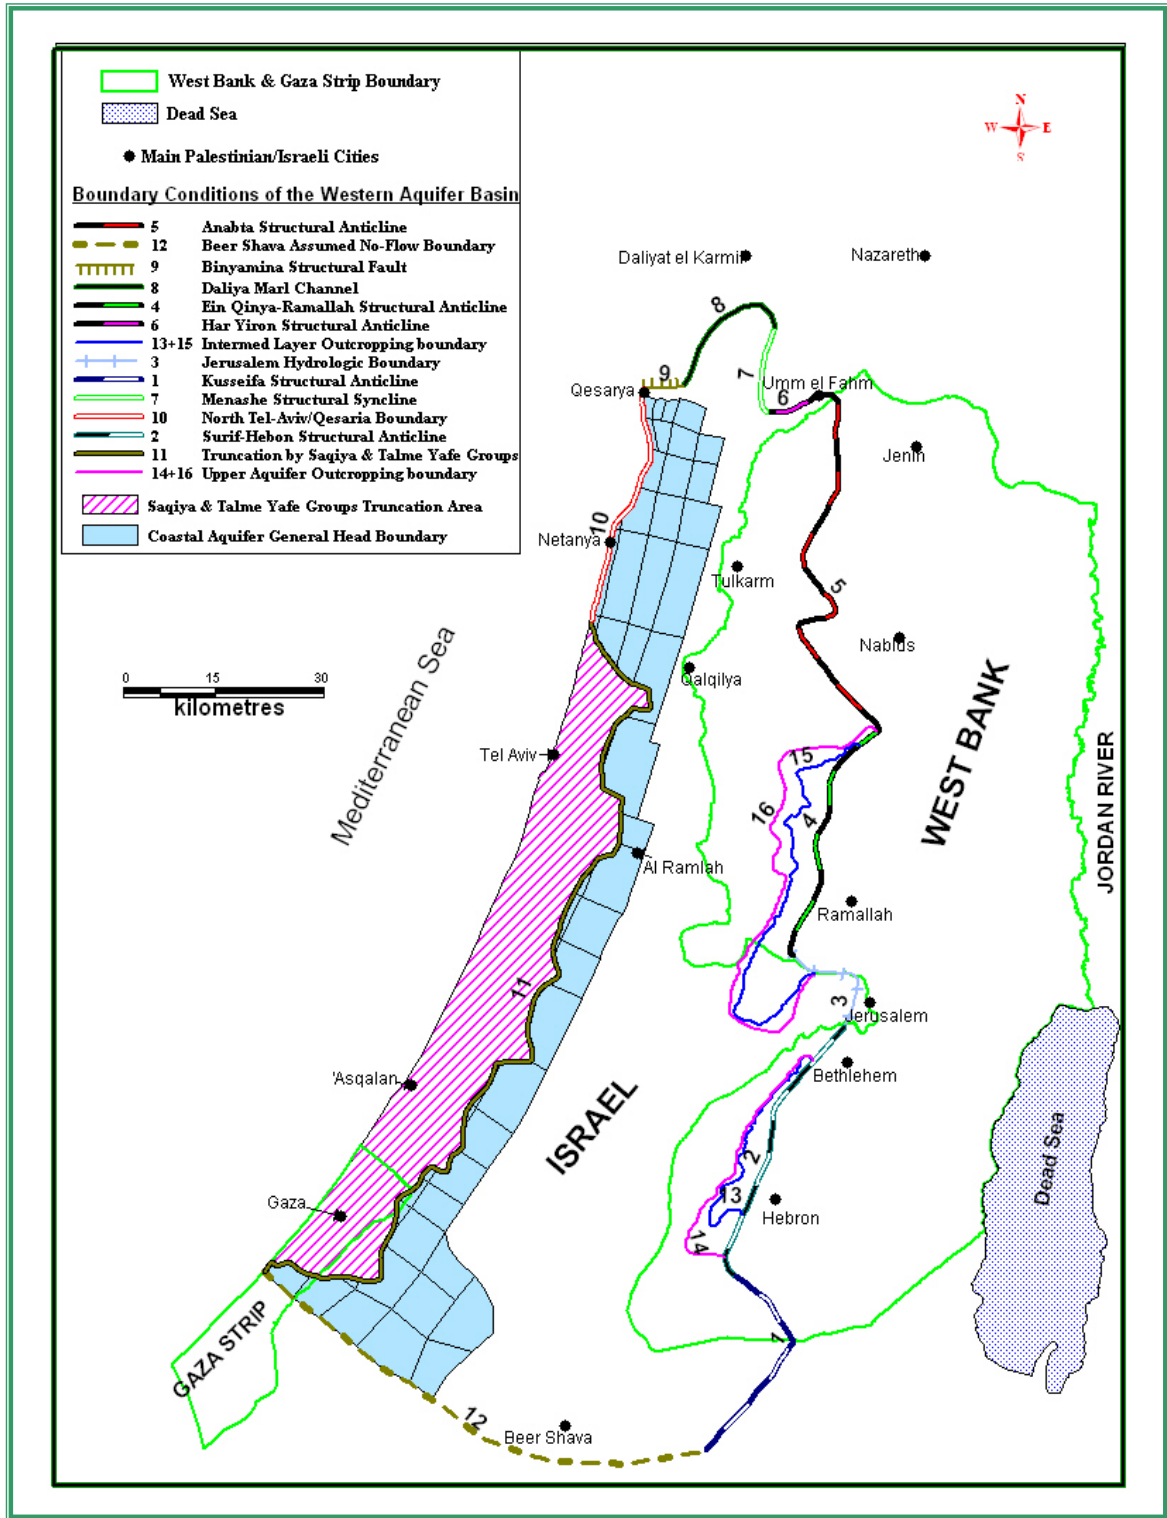 West Bank & Gaza Strip Boundary
Dead Sea
Main Palestinian/Israeli Cities
Boundary Conditions of the Western Aquifer Basin
5 Anabta Structural Anticline
12 Beer Shava Assumed No-Flow Boundary
9 Binyamina Structural Fault
8 Daliya Marl Channel
4 Ein Qinya-Ramallah Structural Anticline
6 Har Yiron Structural Anticline
13+15 Intermed Layer Outcropping boundary
3 Jerusalem Hydrologic Boundary
1 Kusseifa Structural Anticline
7 Menashe Structural Syncline
10 North Tel-Aviv/Qesaria Boundary
2 Surif-Hebon Structural Anticline
11 Truncation by Saqiya & Talme Yafe Groups
14+16 Upper Aquifer Outcropping boundary
Saqiya & Talme Yafe Groups Truncation Area
Coastal Aquifer General Head Boundary
N
W E
S
Daliyat el Karmil
Nazareth
8
9
7
Qesarya
Umm el Fahm
6
Jenin
10
Netanya
Tulkarm
5
Nablus
Qalqilya
0 15 30
kilometres
Mediterranean Sea
Tel Aviv
15
16
4
WEST BANK
JORDAN RIVER
Al Ramlah
Ramallah
11
3
Jerusalem
'Asqalan
Bethlehem
ISRAEL
2
13
Dead Sea
Gaza
Hebron
14
GAZA STRIP
1
12
Beer Shava